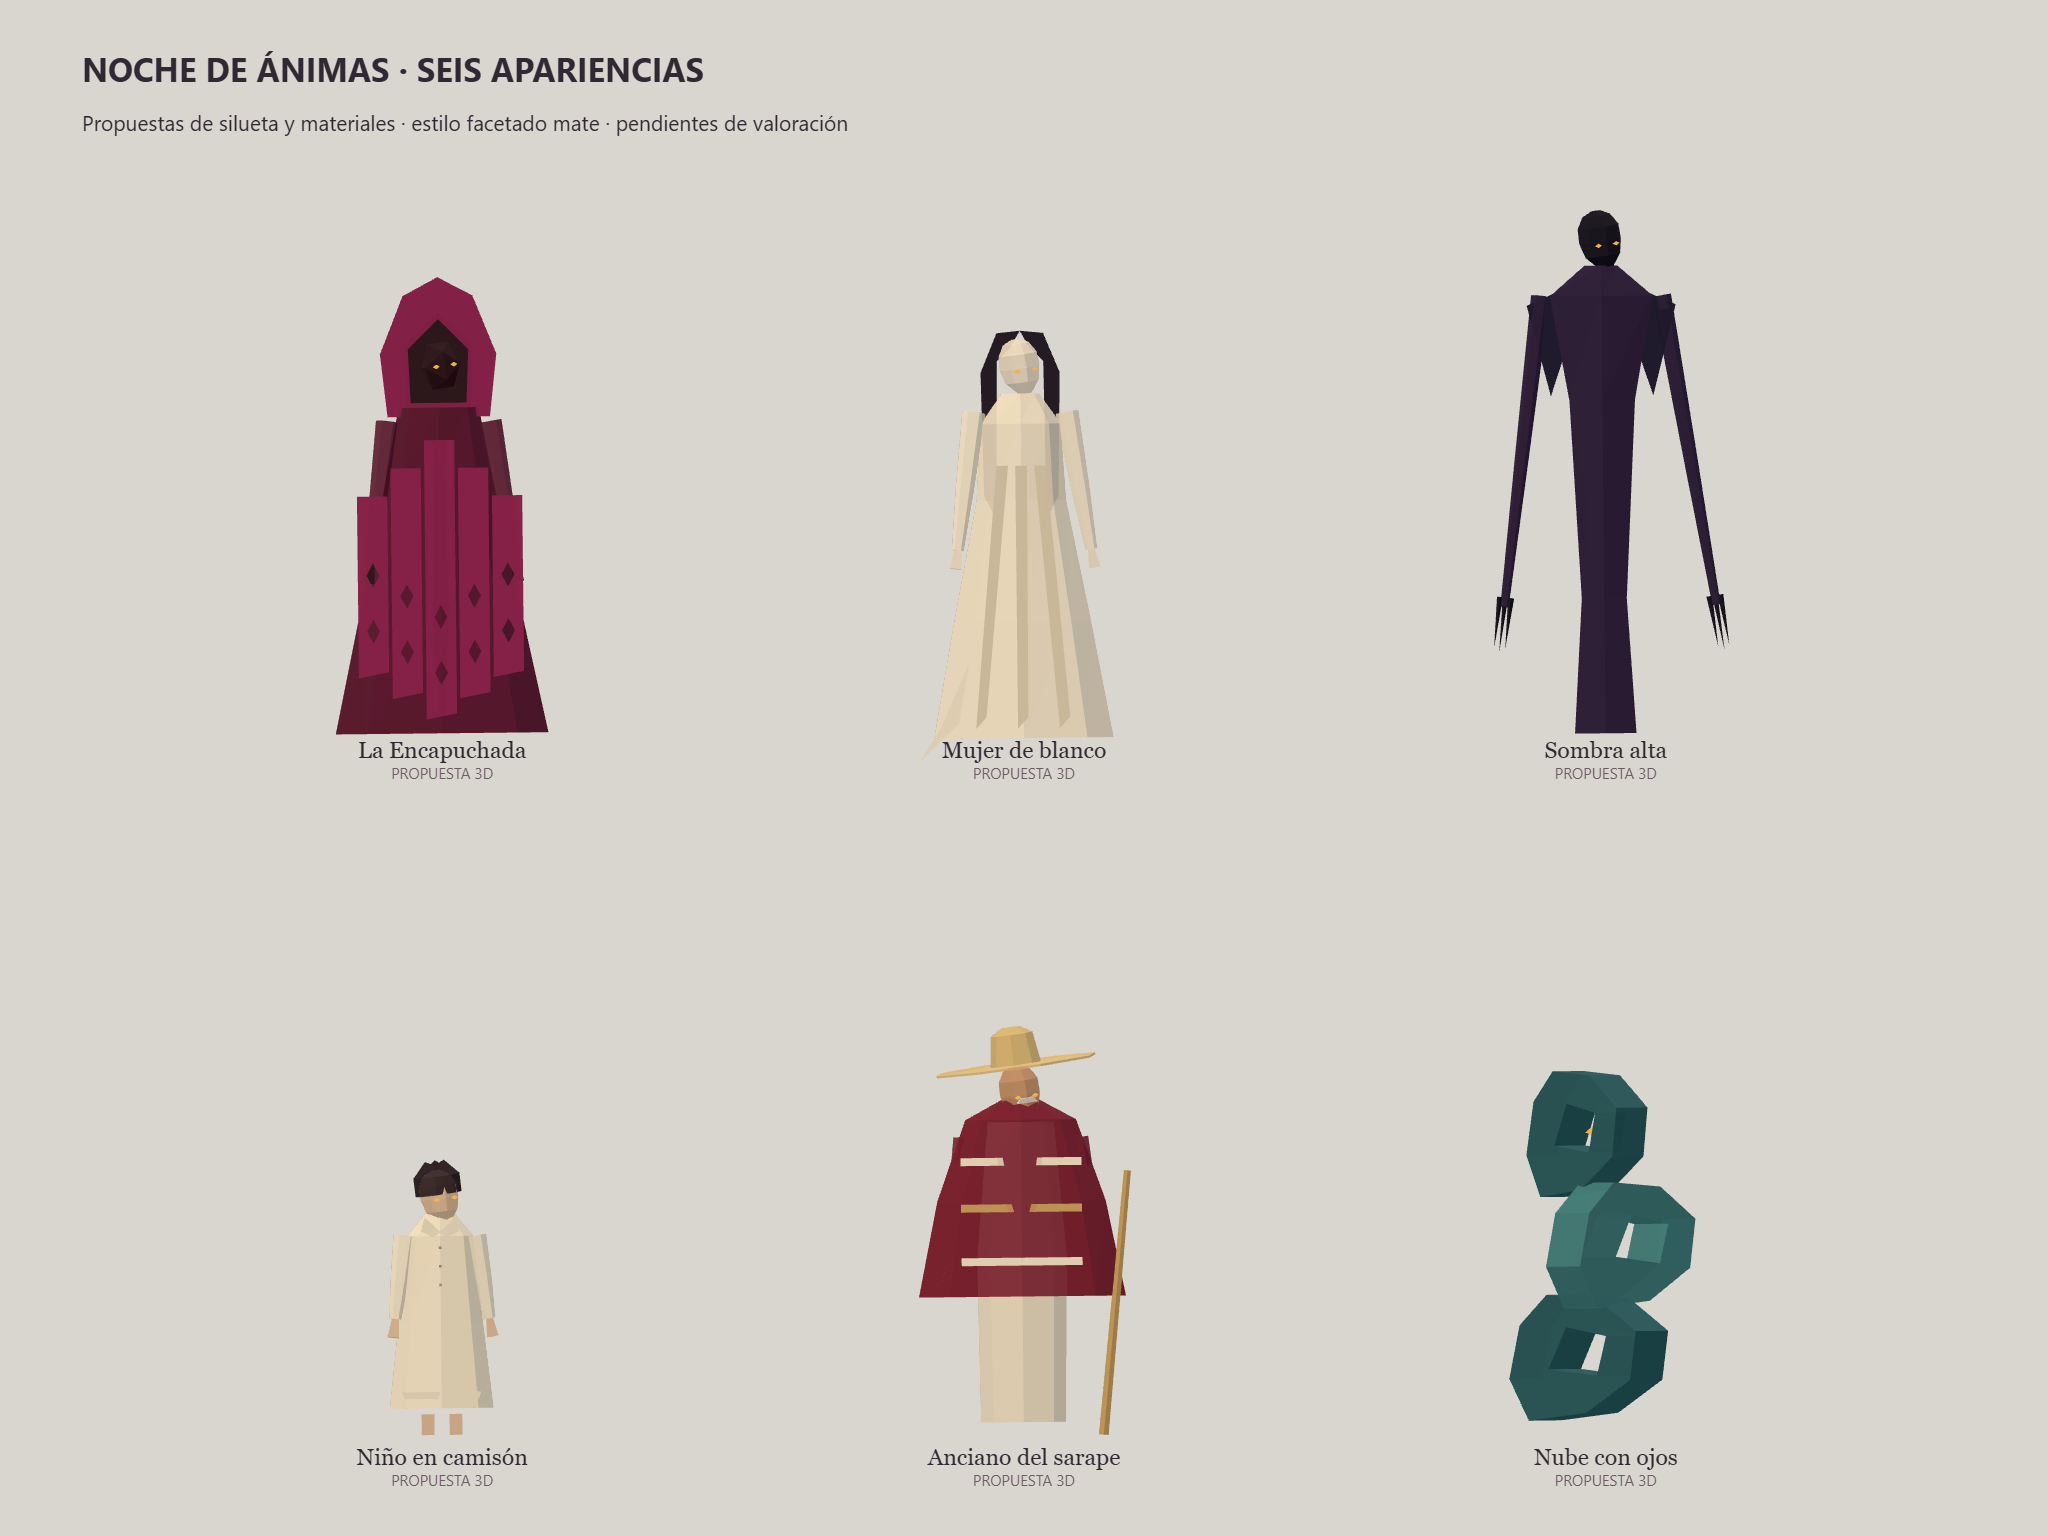 NOCHE DE ÁNIMAS · SEIS APARIENCIAS
Propuestas de silueta y materiales · estilo facetado mate · pendientes de valoración
La Encapuchada
PROPUESTA 3D
Mujer de blanco
PROPUESTA 3D
Sombra alta
PROPUESTA 3D
Niño en camisón
PROPUESTA 3D
Anciano del sarape
PROPUESTA 3D
Nube con ojos
PROPUESTA 3D